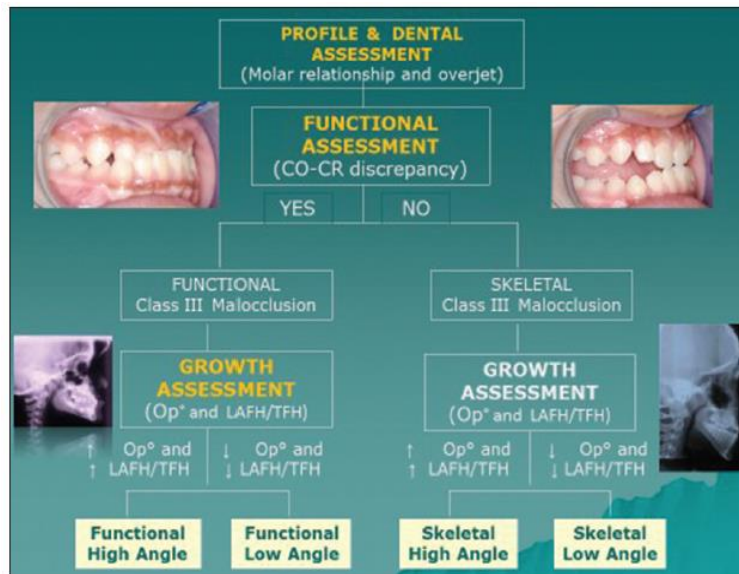 PROFILE & DENTAL
ASSESSMENT
(Molar relationship and overjet)
FUNCTIONAL
ASSESSMENT
(CO-CR discrepancy)
YES
NO
FUNCTIONAL
Class III Malocclusion
SKELETAL
Class III Malocclusion
GROWTH
ASSESSMENT
(Op° and LAFH/TFH)
GROWTH
ASSESSMENT
(Op° and LAFH/TFH)
↑ Op° and
↑ LAFH/TFH
↓ Op° and
↓ LAFH/TFH
↑ Op° and
↑ LAFH/TFH
↓ Op° and
↓ LAFH/TFH
Functional
High Angle
Functional
Low Angle
Skeletal
High Angle
Skeletal
Low Angle